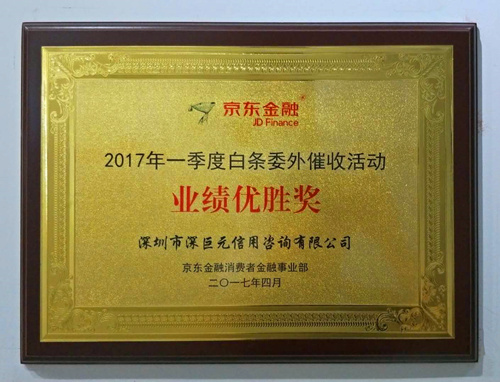 京东金融
JD Finance
2017年一季度白条委外催收活动
业绩优胜奖
深圳市深巨元信用咨询有限公司
京东金融消费者金融事业部
二〇一七年四月